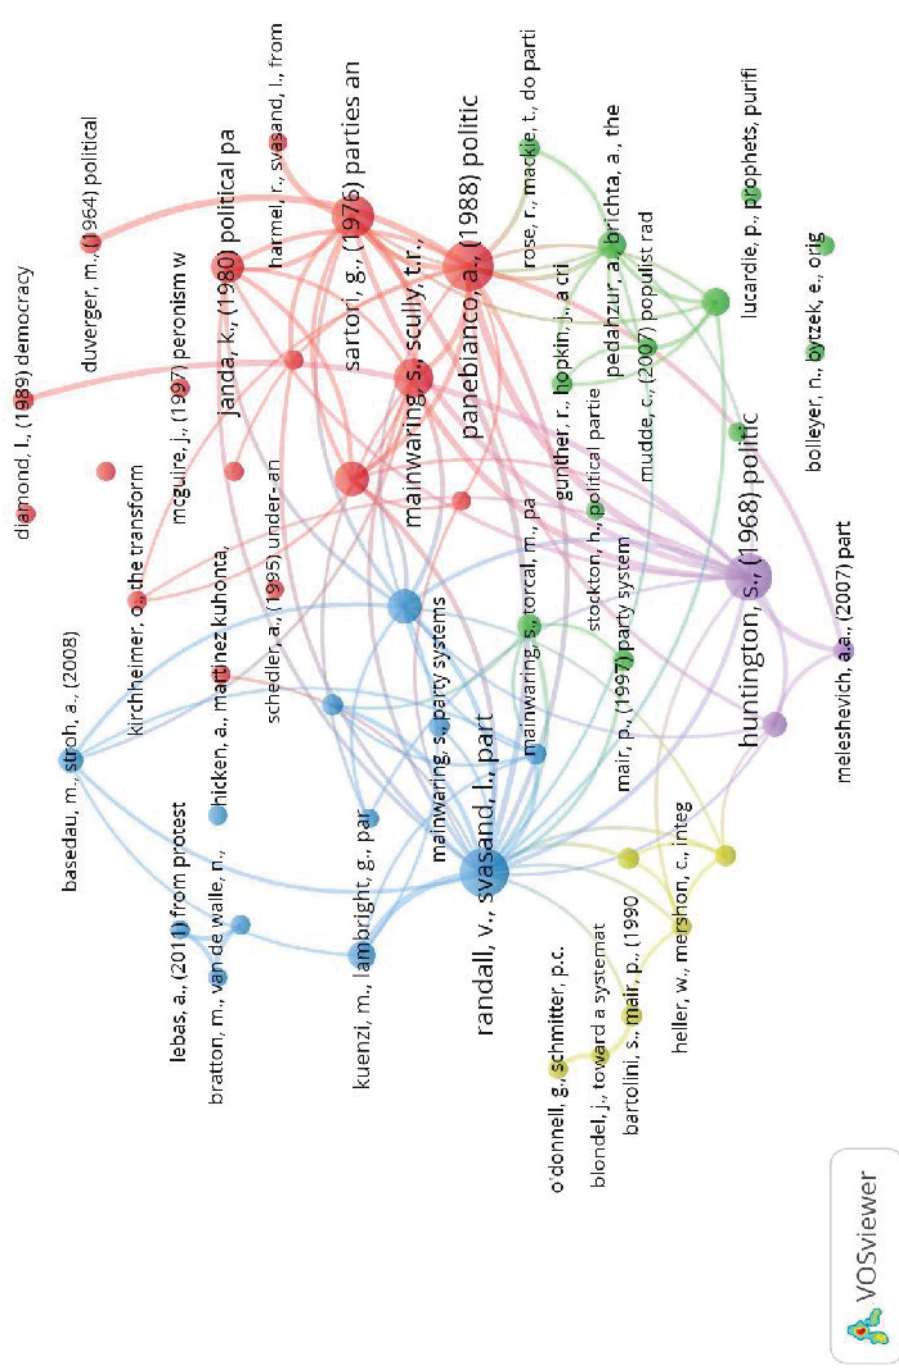 diamond, l., (1989) democracy
basedau, m., stroh, a., (2008)
duverger, m., (1964) political
kirchheimer, o., the transform
lebas, a., (2011) from protest
mcguire, j., (1997) peronism w
bratton, m., van de walle, n.,
hicken, a., martinez kuhonta,
janda, k., (1980) political pa
schedler, a., (1995) under- an
harmel, r., svasand, l., from
sartori, g., (1976) parties an
kuenzi, m., lambright, g., par
mainwaring, s., scully, t.r.,
mainwaring, s., party systems
panebianco, a., (1988) politic
randall, v., svasand, l., part
mainwaring, s., torcal, m., pa
rose, r., mackie, t., do parti
o'donnell, g., schmitter, p.c.
gunther, r., hopkin, j., a cri
stockton, h., political partie
blondel, j., toward a systemat
pedahzur, a., brichta, a., the
mair, p., (1997) party system
bartolini, s., mair, p., (1990
mudde, c., (2007) populist rad
heller, w., mershon, c., integ
huntington, s., (1968) politic
lucardie, p., prophets, purifi
bolleyer, n., bytzek, e., orig
meleshevich, a.a., (2007) part
VOSviewer